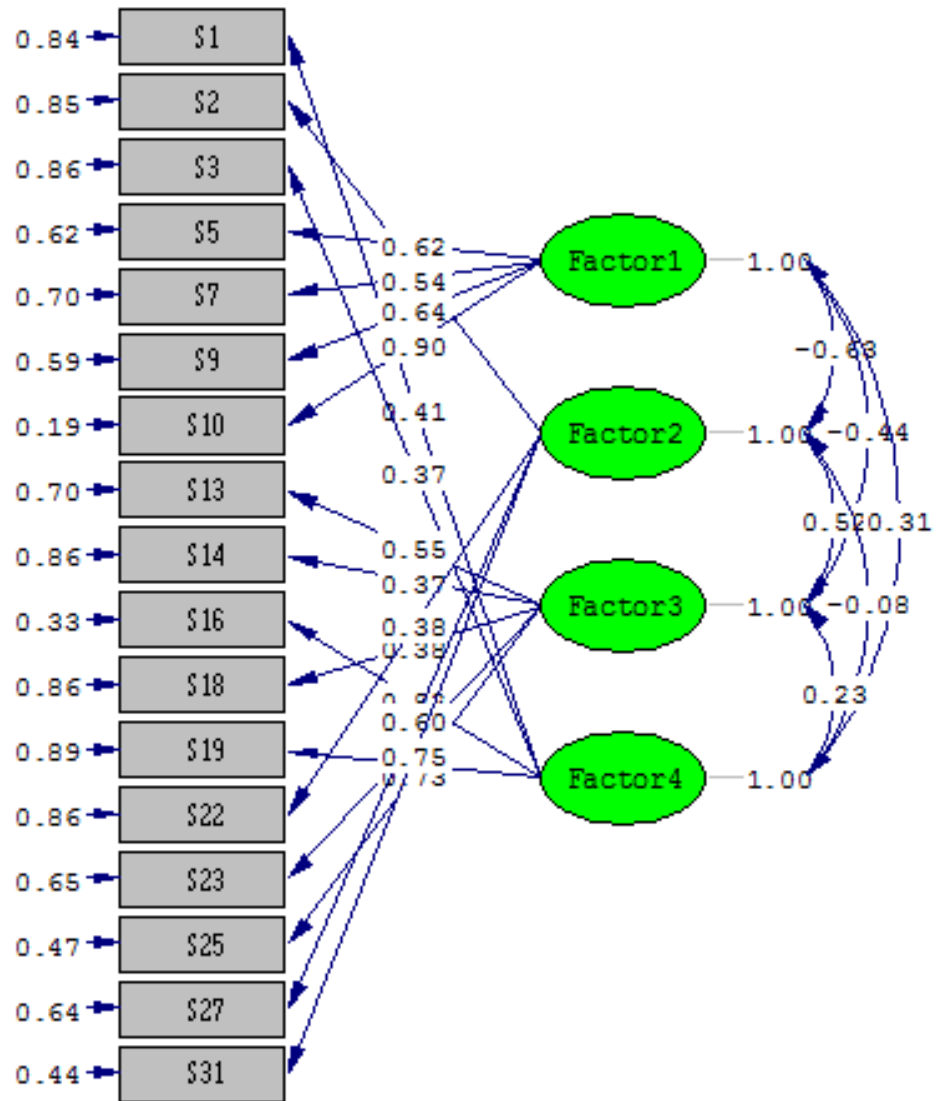 0.84 S1
0.85 S2
0.86 S3
0.62 S5
0.70 S7
0.59 S9
0.19 S10
0.70 S13
0.86 S14
0.33 S16
0.86 S18
0.89 S19
0.86 S22
0.65 S23
0.47 S25
0.64 S27
0.44 S31
0.62
0.54
0.64
0.90
0.41
0.37
0.55
0.37
0.38
0.38
0.60
0.75
0.73
Factor1 1.00
Factor2 1.00
Factor3 1.00
Factor4 1.00
-0.63
-0.44
0.52
0.31
-0.08
0.23